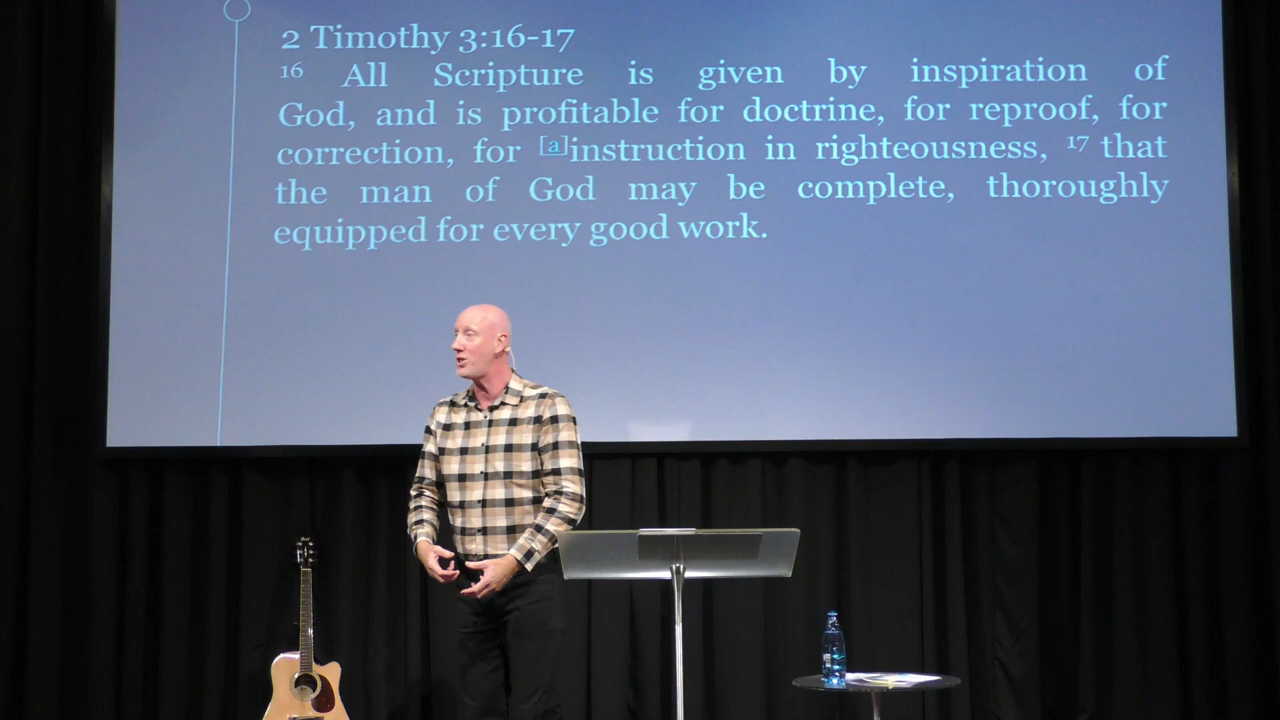 2 Timothy 3:16-17
16 All Scripture is given by inspiration of
God, and is profitable for doctrine, for reproof, for
correction, for [a]instruction in righteousness, 17 that
the man of God may be complete, thoroughly
equipped for every good work.